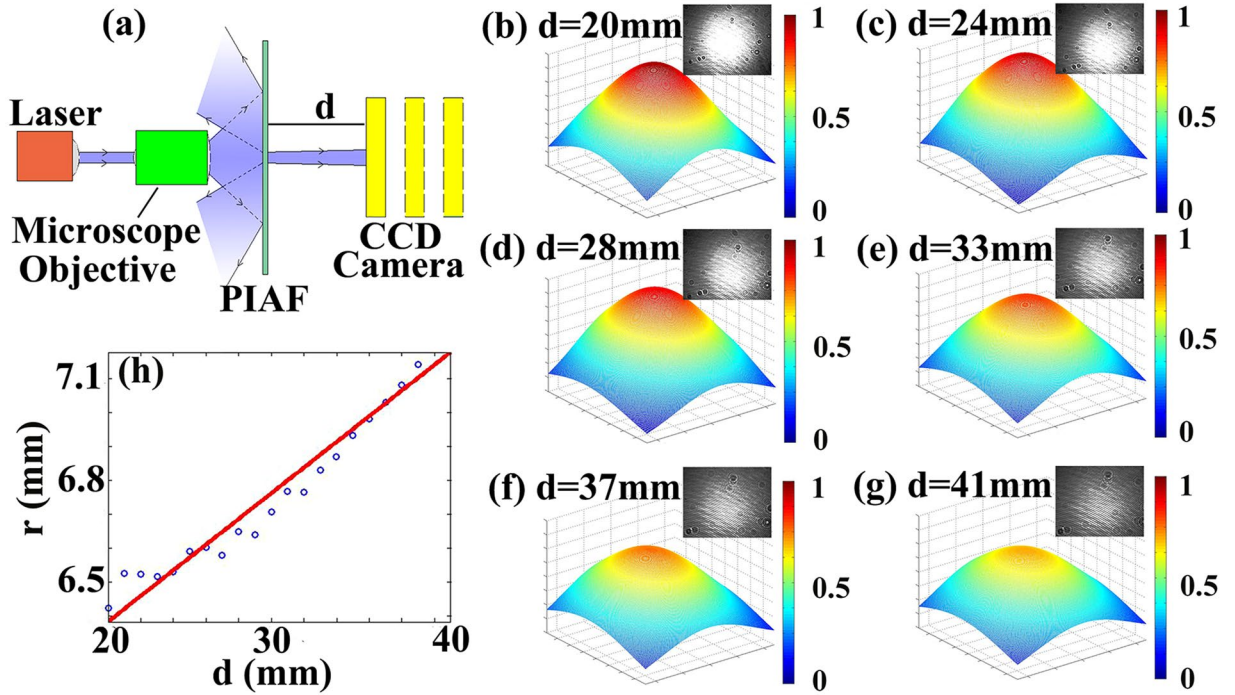 (a)
Laser
d
Microscope
Objective
PIAF
CCD
Camera
(b) d=20mm
1
0.5
0
(c) d=24mm
1
0.5
0
(d) d=28mm
1
0.5
0
(e) d=33mm
1
0.5
0
(f) d=37mm
1
0.5
0
(g) d=41mm
1
0.5
0
(h)
7.1
6.8
6.5
r (mm)
20
30
40
d (mm)